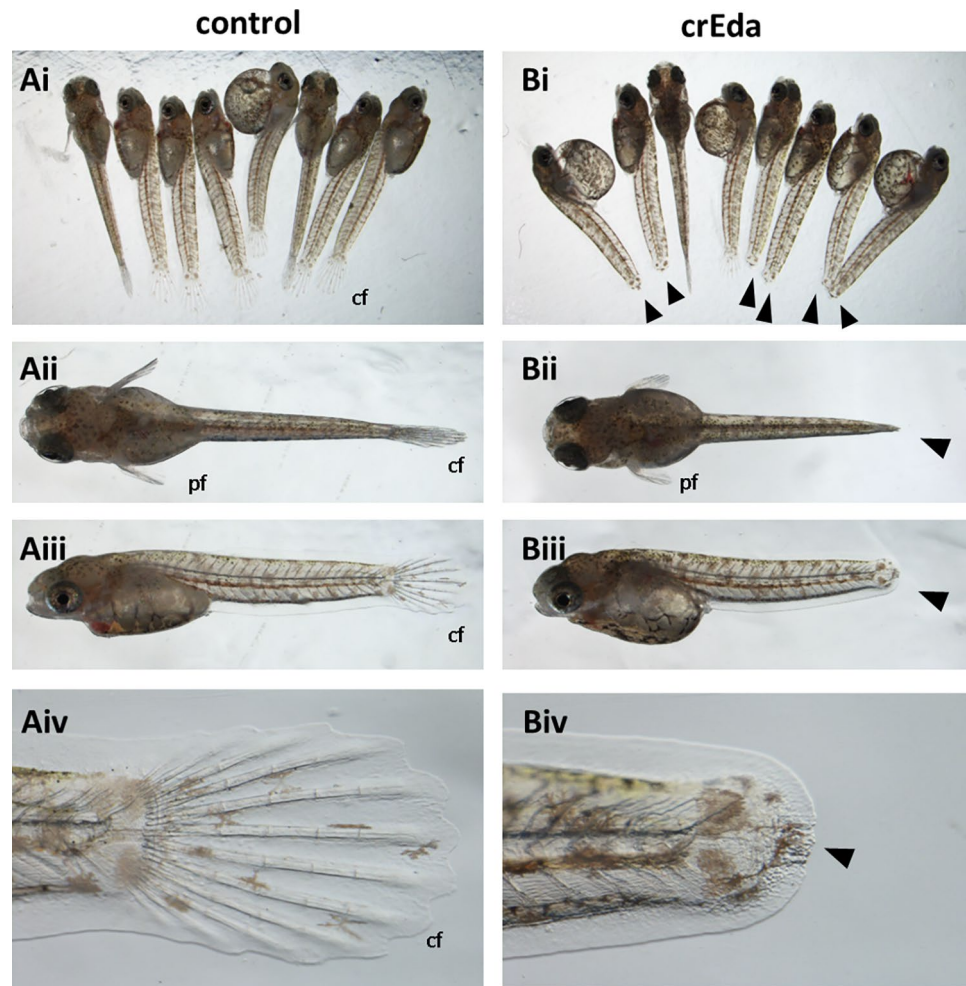 control
crEda
Ai
cf
Bi
Aii
pf
cf
Bii
pf
Aiii
cf
Biii
Aiv
cf
Biv